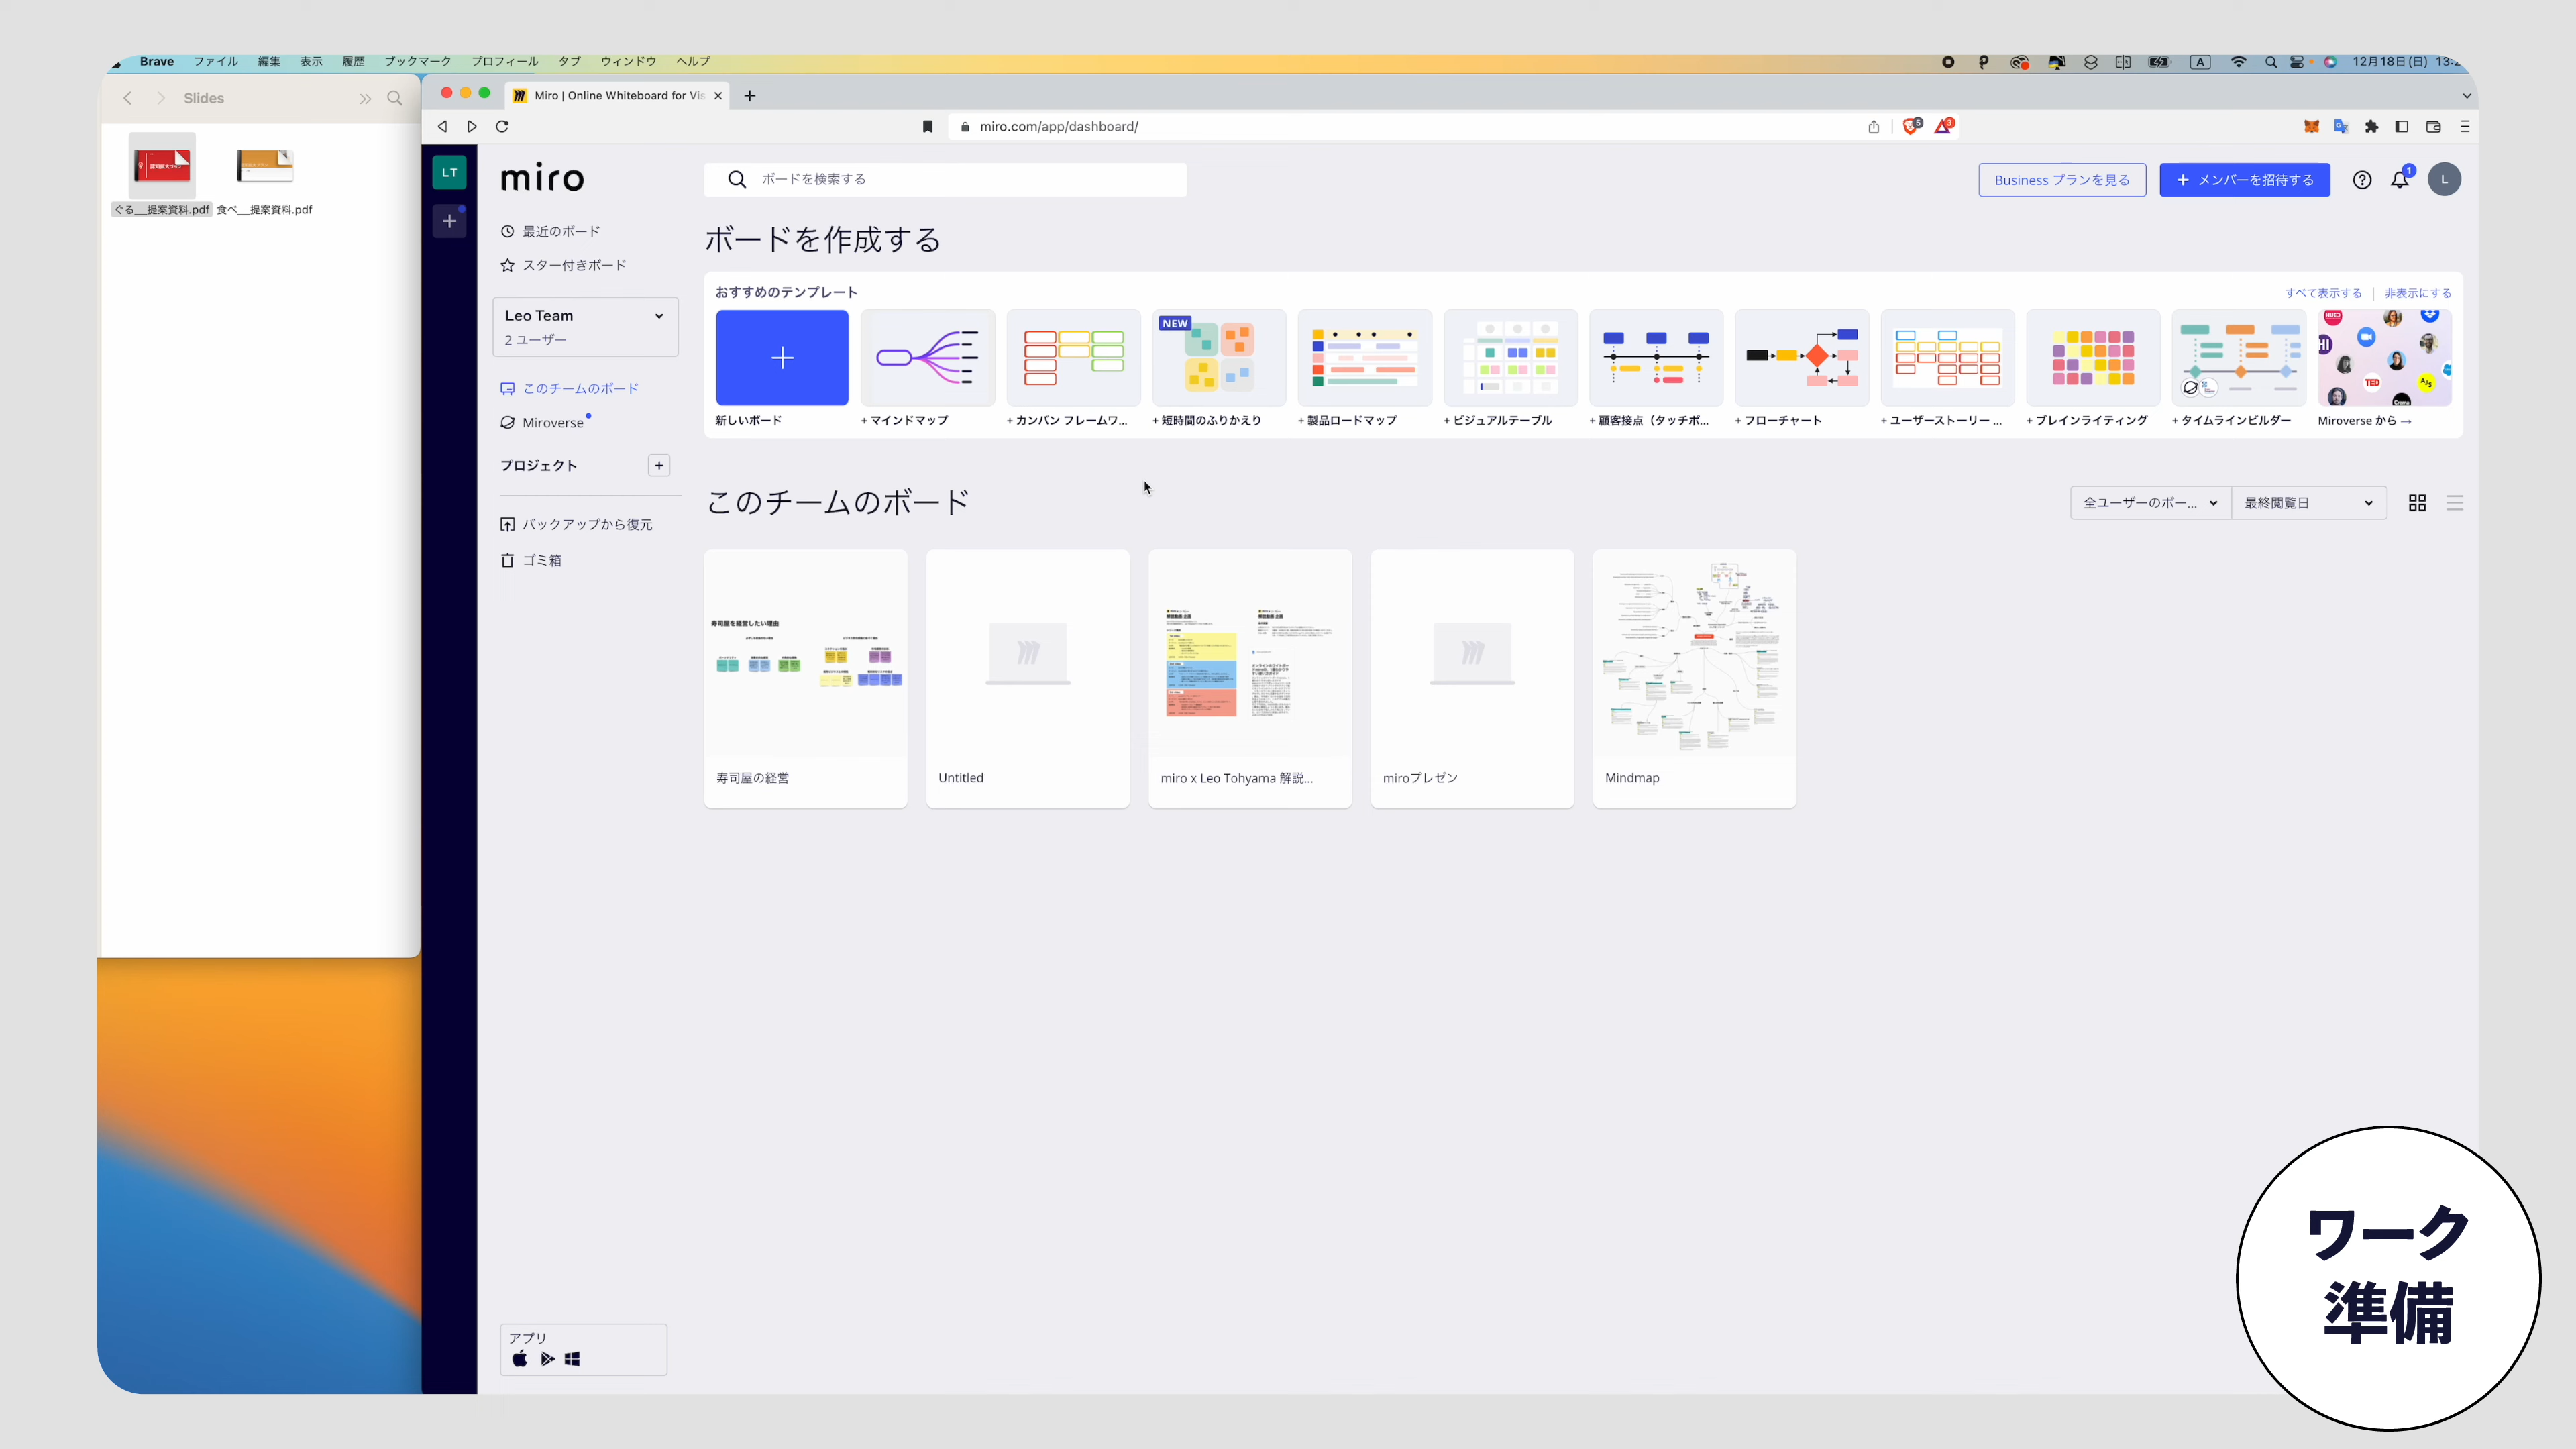 Brave ファイル 編集 表示 履歴 ブックマーク プロフィール タブ ウィンドウ ヘルプ
A 12月18日(日)
Slides
ぐる__提案資料.pdf 食べ__提案資料.pdf
Miro | Online Whiteboard for Vis
miro.com/app/dashboard/
5
3
LT
miro
ボードを検索する
Business プランを見る
+ メンバーを招待する
1
L
最近のボード
スター付きボード
Leo Team
2 ユーザー
このチームのボード
Miroverse
プロジェクト
バックアップから復元
ゴミ箱
アプリ
ボードを作成する
おすすめのテンプレート
すべて表示する | 非表示にする
NEW
TED
新しいボード
+ マインドマップ
+ カンバン フレームワ...
+ 短時間のふりかえり
+ 製品ロードマップ
+ ビジュアルテーブル
+ 顧客接点（タッチポ...
+ フローチャート
+ ユーザーストーリー ...
+ ブレインライティング
+ タイムラインビルダー
Miroverse から →
このチームのボード
全ユーザーのボー...
最終閲覧日
寿司屋を経営したい理由
寿司屋の経営
Untitled
miro x Leo Tohyama 解説...
miroプレゼン
Mindmap
ワーク
準備